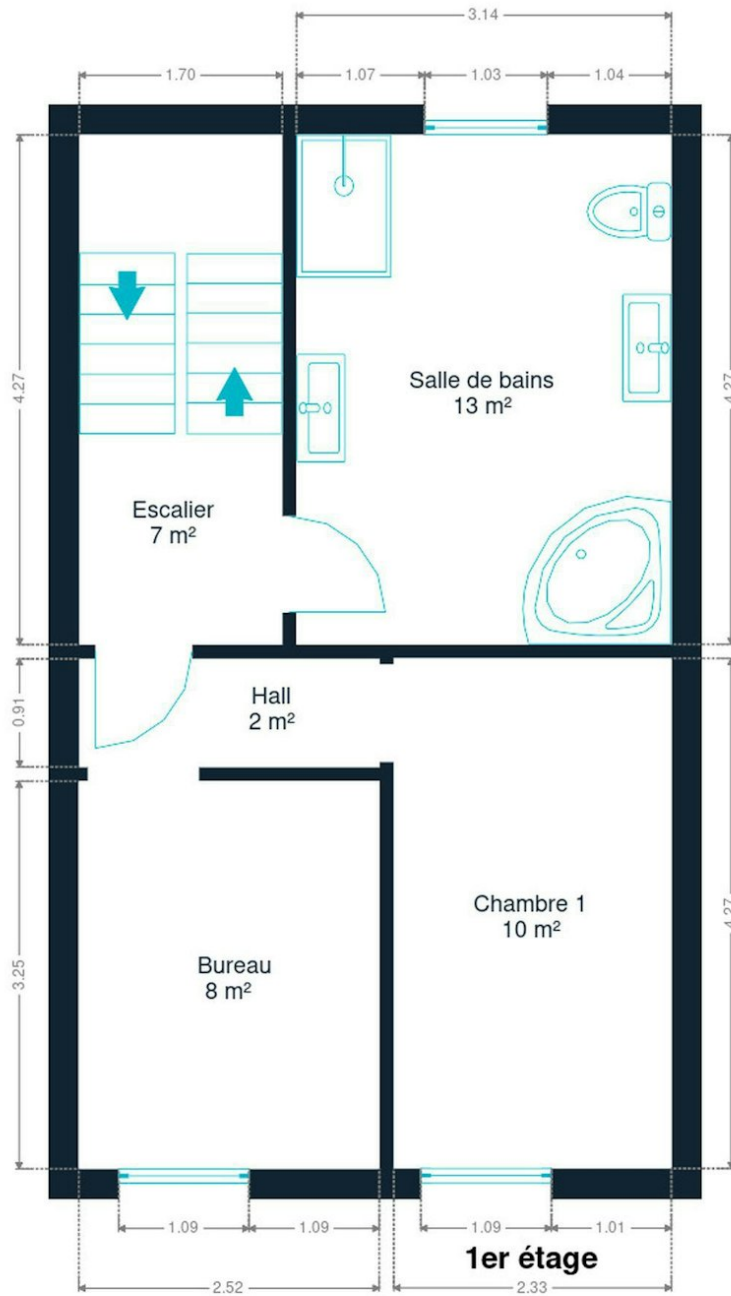 3.14
1.70
1.07
1.03
1.04
4.27
4.27
Salle de bains
13 m²
Escalier
7 m²
0.91
Hall
2 m²
Chambre 1
10 m²
4.27
Bureau
8 m²
3.25
1.09
1.09
1.09
1.01
1er étage
2.52
2.33